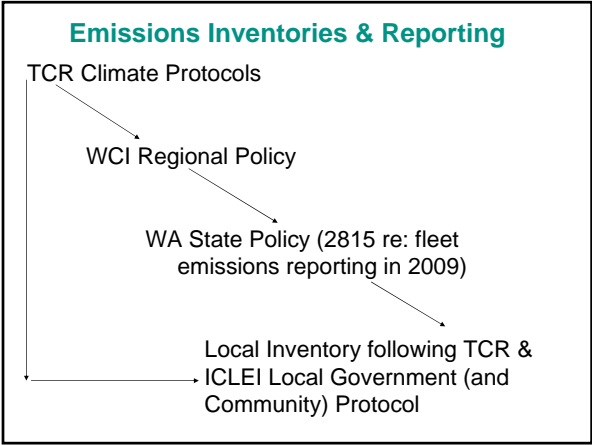 Emissions Inventories & Reporting
TCR Climate Protocols
WCI Regional Policy
WA State Policy (2815 re: fleet
emissions reporting in 2009)
Local Inventory following TCR &
ICLEI Local Government (and
Community) Protocol